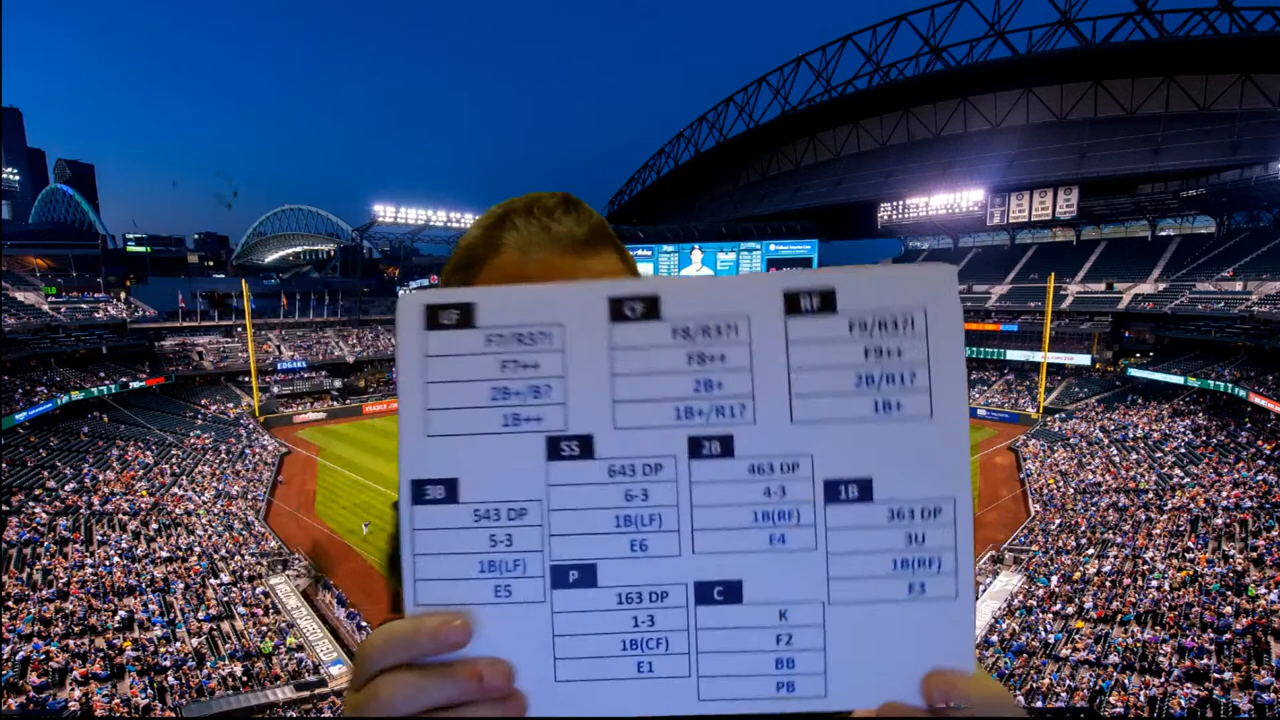 LF
F7/R3?!
F7++
2B+/B?
1B++
CF
F8/R3?!
F8++
2B+
1B+/R1?
RF
F9/R3?!
F9++
2B/R1?
1B+
SS
643 DP
6-3
1B(LF)
E6
2B
463 DP
4-3
1B(RF)
E4
3B
543 DP
5-3
1B(LF)
E5
1B
363 DP
3U
1B(RF)
E3
P
163 DP
1-3
1B(CF)
E1
C
K
F2
BB
PB
EDGARS